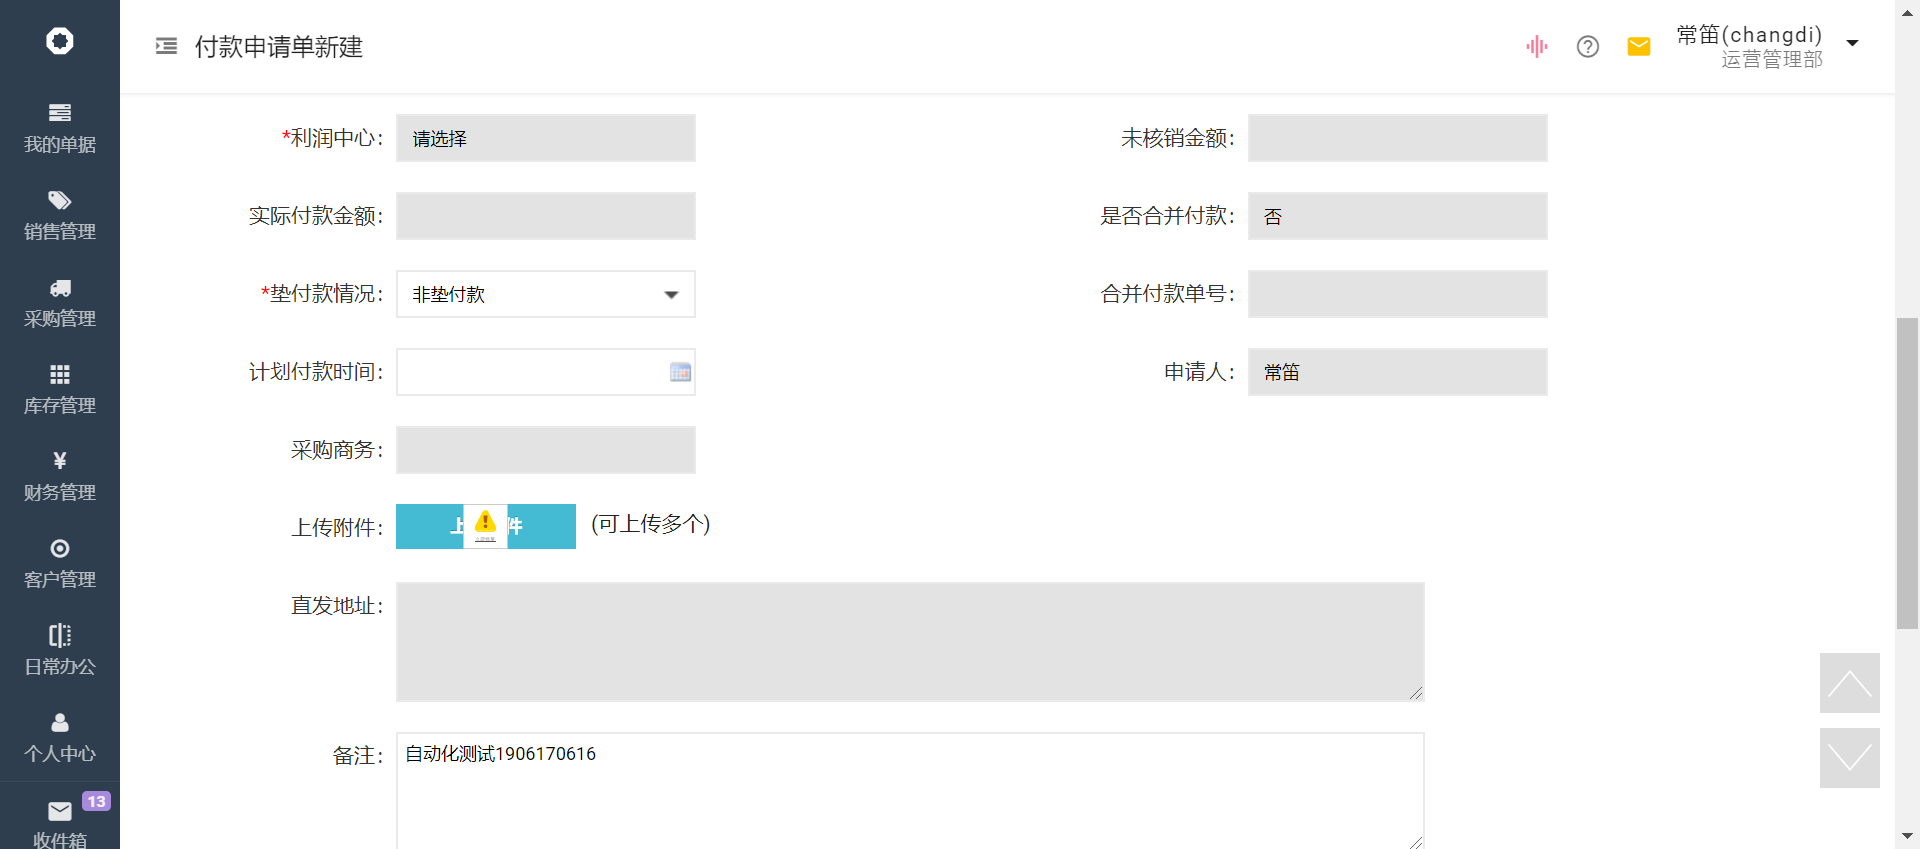 付款申请单新建
常笛(changdi)
运营管理部
我的单据
销售管理
采购管理
库存管理
¥
财务管理
客户管理
日常办公
个人中心
13
收件箱
*利润中心: 请选择
未核销金额:
实际付款金额:
是否合并付款: 否
*垫付款情况: 非垫付款
合并付款单号:
计划付款时间:
申请人: 常笛
采购商务:
上传附件: 上 件 (可上传多个)
直发地址:
备注: 自动化测试1906170616